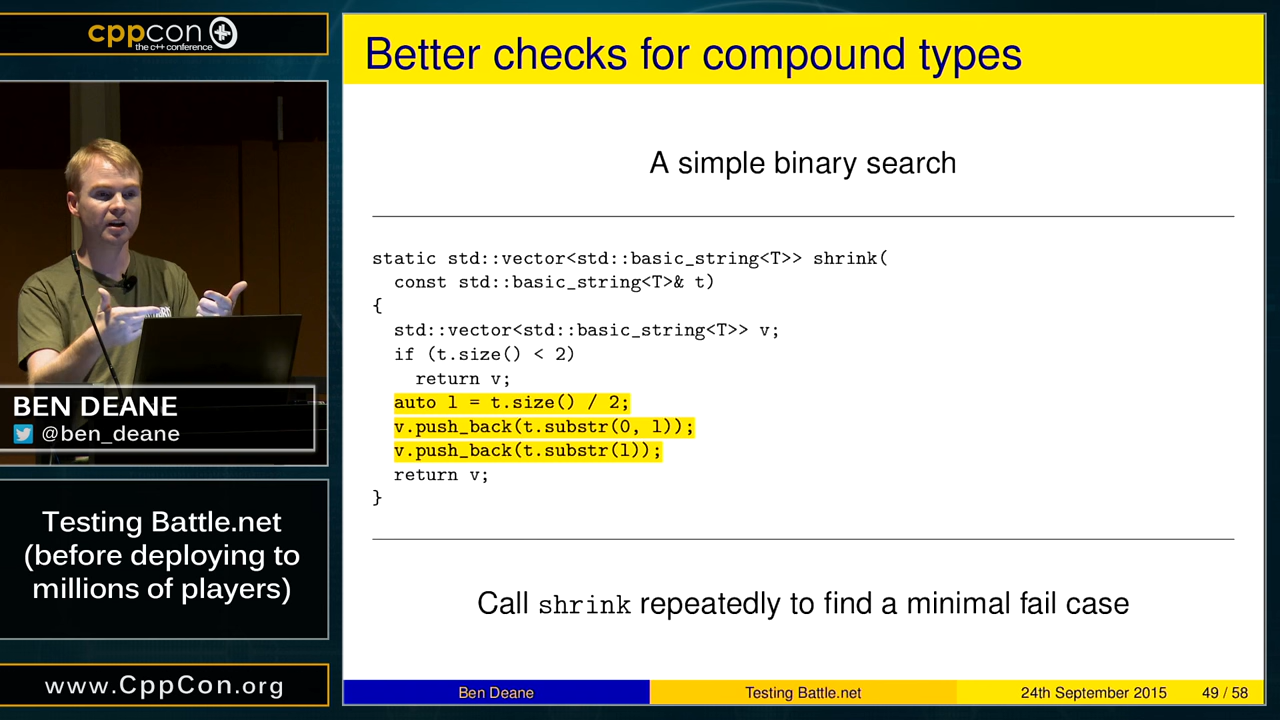 cppcon
the c++ conference
BEN DEANE
@ben_deane
Testing Battle.net
(before deploying to
millions of players)
www.CppCon.org
Better checks for compound types
A simple binary search
static std::vector<std::basic_string<T>> shrink(
const std::basic_string<T>& t)
{
std::vector<std::basic_string<T>> v;
if (t.size() < 2)
return v;
auto l = t.size() / 2;
v.push_back(t.substr(0, l));
v.push_back(t.substr(l));
return v;
}
Call shrink repeatedly to find a minimal fail case
Ben Deane Testing Battle.net 24th September 2015 49 / 58